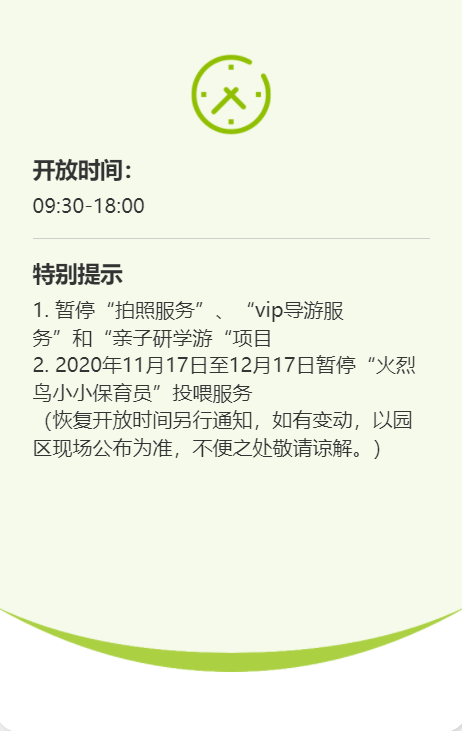 开放时间：
09:30-18:00
特别提示
1. 暂停“拍照服务”、“vip导游服
务”和“亲子研学游“项目
2. 2020年11月17日至12月17日暂停“火烈
鸟小小保育员”投喂服务
（恢复开放时间另行通知，如有变动，以园
区现场公布为准，不便之处敬请谅解。）